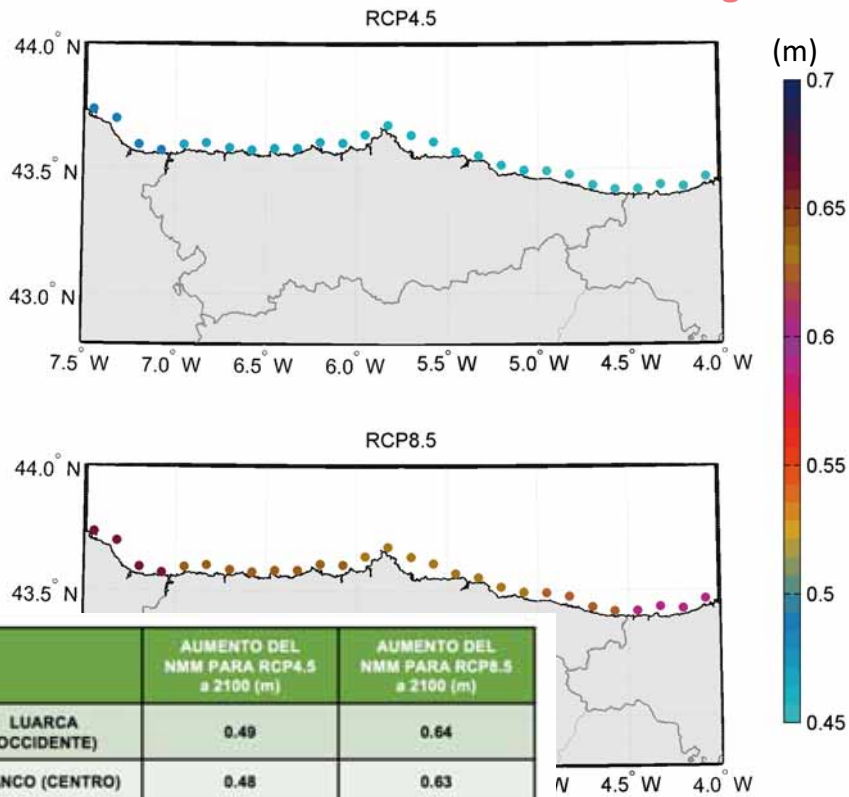 RCP4.5
44.0° N
43.5° N
43.0° N
7.5° W 7.0° W 6.5° W 6.0° W 5.5° W 5.0° W 4.5° W 4.0° W
(m)
0.7
0.65
0.6
0.55
0.5
0.45
RCP8.5
44.0° N
43.5° N
W 4.5° W 4.0° W
AUMENTO DEL NMM PARA RCP4.5 a 2100 (m)
AUMENTO DEL NMM PARA RCP8.5 a 2100 (m)
LUARCA
OCCIDENTE) 0.49 0.64
NCO (CENTRO) 0.48 0.63